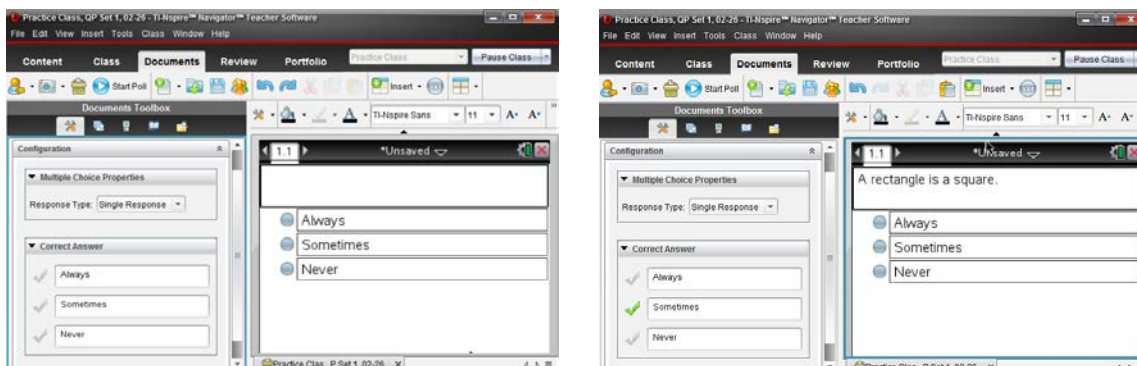 Practice Class, QP Set 1, 02-26 - TI-Nspire™ Navigator™ Teacher Software
File Edit View Insert Tools Class Window Help
Content Class Documents Review Portfolio Practice Class Pause Class
Start Poll Insert
Documents Toolbox
TI-Nspire Sans 11 A A
Configuration
1.1 *Unsaved
Multiple Choice Properties
Response Type: Single Response
Always
Sometimes
Never
Correct Answer
Always
Sometimes
Never
Practice Clas...P Set 1, 02-26 X
Practice Class, QP Set 1, 02-26 - TI-Nspire™ Navigator™ Teacher Software
File Edit View Insert Tools Class Window Help
Content Class Documents Review Portfolio Practice Class Pause Class
Start Poll Insert
Documents Toolbox
TI-Nspire Sans 11 A A
Configuration
1.1 *Unsaved
A rectangle is a square.
Multiple Choice Properties
Response Type: Single Response
Always
Sometimes
Never
Correct Answer
Always
Sometimes
Never